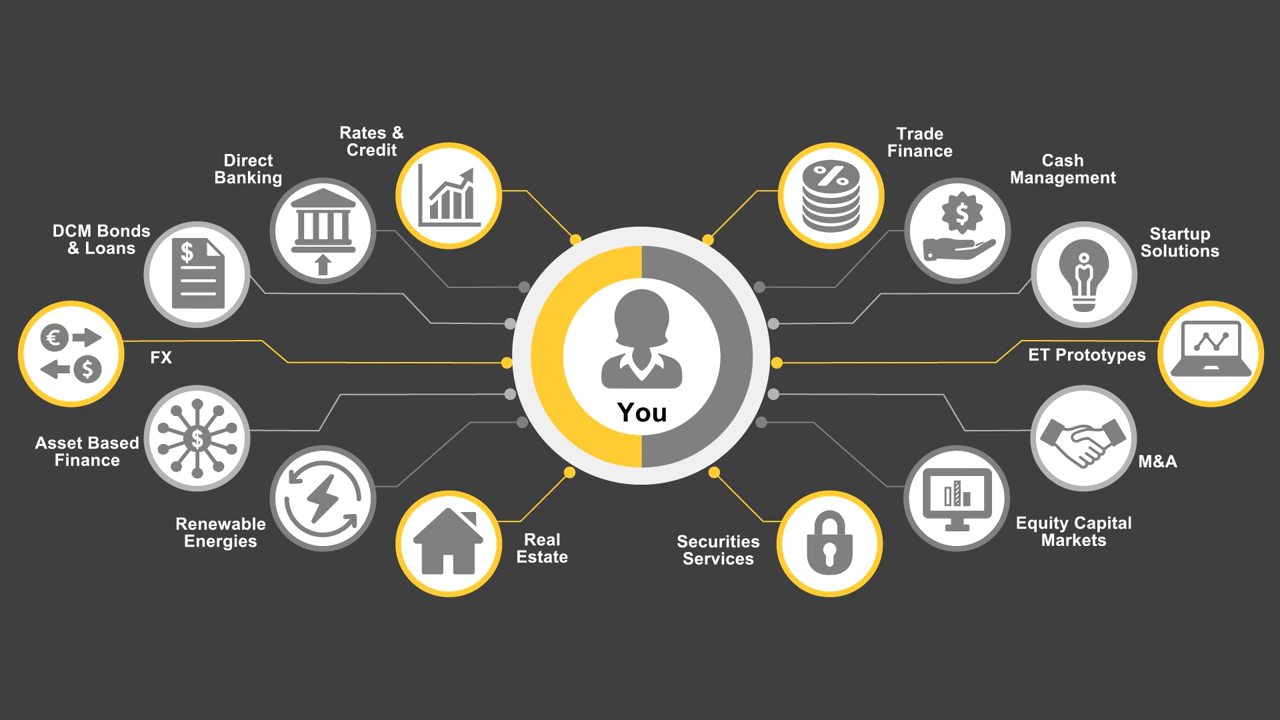 Rates &
Credit
Direct
Banking
DCM Bonds
& Loans
FX
Asset Based
Finance
Renewable
Energies
Real
Estate
You
Trade
Finance
Cash
Management
Startup
Solutions
ET Prototypes
M&A
Equity Capital
Markets
Securities
Services